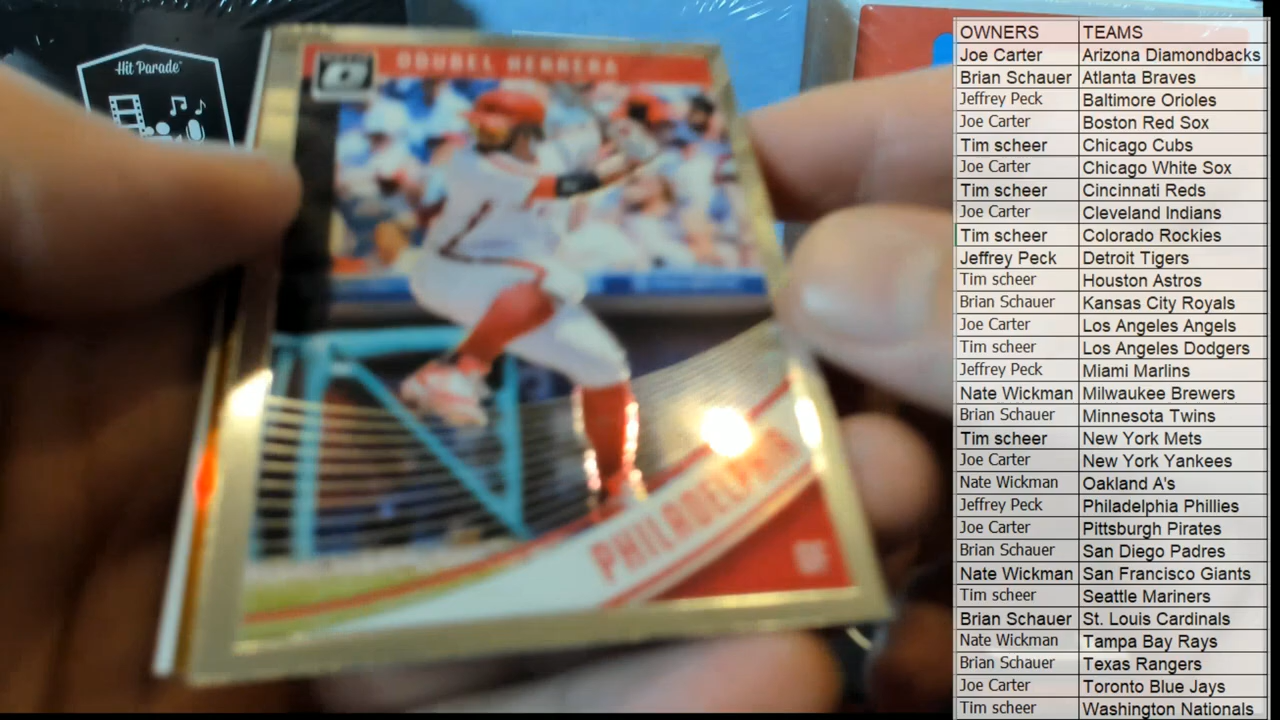 Hit Parade
ODUBEL HERRERA
PHILADELPHIA
OF
OWNERS TEAMS
Joe Carter Arizona Diamondbacks
Brian Schauer Atlanta Braves
Jeffrey Peck Baltimore Orioles
Joe Carter Boston Red Sox
Tim scheer Chicago Cubs
Joe Carter Chicago White Sox
Tim scheer Cincinnati Reds
Joe Carter Cleveland Indians
Tim scheer Colorado Rockies
Jeffrey Peck Detroit Tigers
Tim scheer Houston Astros
Brian Schauer Kansas City Royals
Joe Carter Los Angeles Angels
Tim scheer Los Angeles Dodgers
Jeffrey Peck Miami Marlins
Nate Wickman Milwaukee Brewers
Brian Schauer Minnesota Twins
Tim scheer New York Mets
Joe Carter New York Yankees
Nate Wickman Oakland A's
Jeffrey Peck Philadelphia Phillies
Joe Carter Pittsburgh Pirates
Brian Schauer San Diego Padres
Nate Wickman San Francisco Giants
Tim scheer Seattle Mariners
Brian Schauer St. Louis Cardinals
Nate Wickman Tampa Bay Rays
Brian Schauer Texas Rangers
Joe Carter Toronto Blue Jays
Tim scheer Washington Nationals